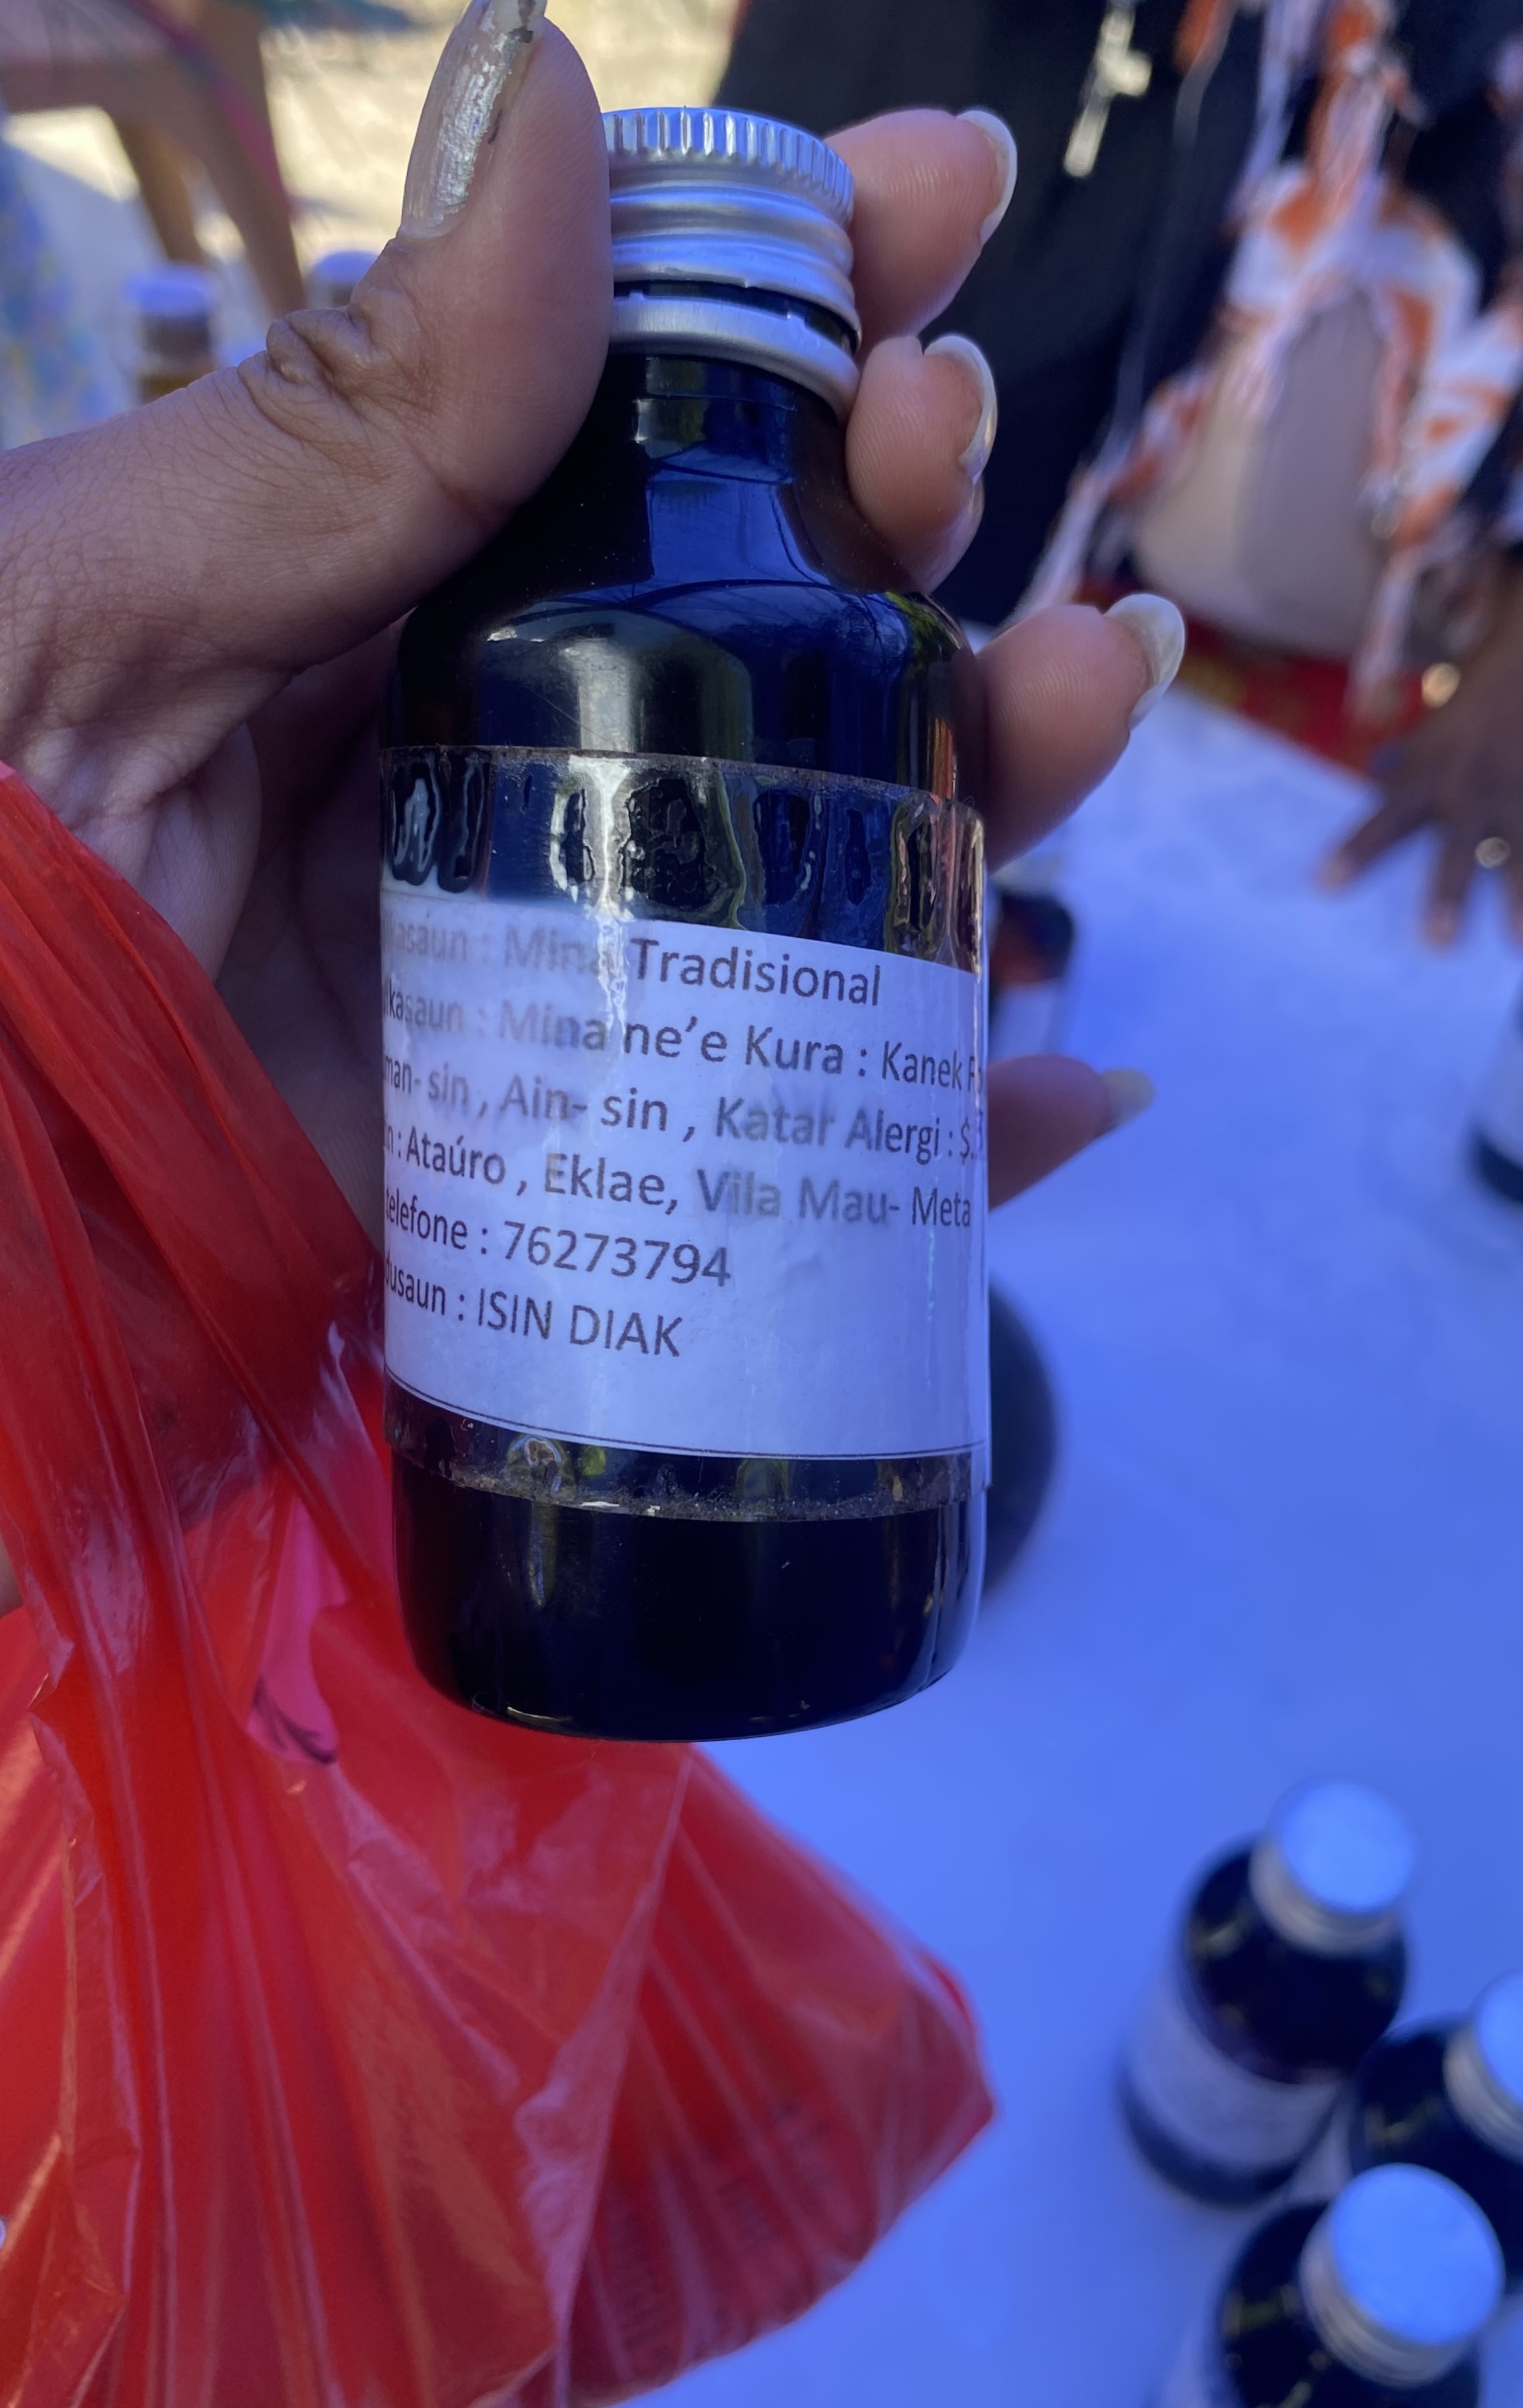 : Mina Tradisional
: Mina ne'e Kura : Kanek
sin , Ain- sin , Katar Alergi : $.
: Ataúro , Eklae, Vila Mau- Meta
telefone : 76273794
: ISIN DIAK